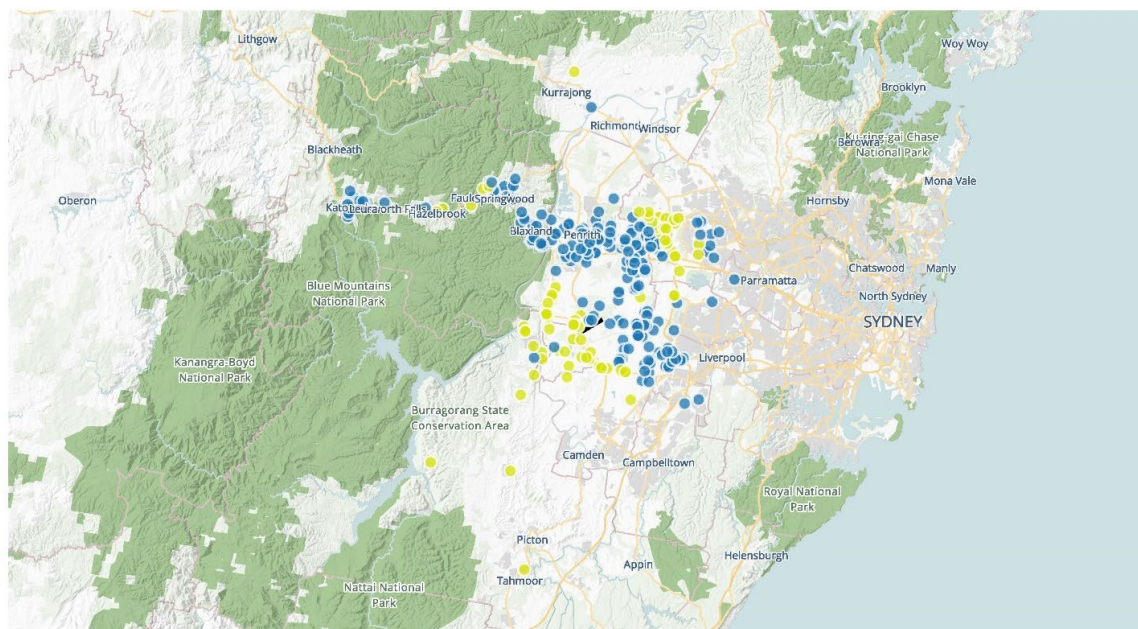 Woy Woy
Lithgow
Brooklyn
Kurrajong
Richmond
Windsor
Ku-ring-gai Chase
National Park
Berowra
Blackheath
Mona Vale
Oberon
Springwood
Leura
Hazelbrook
Hornsby
Blaxland
Penrith
Chatswood
Manly
Parramatta
Blue Mountains
National Park
North Sydney
SYDNEY
Kanangra-Boyd
National Park
Liverpool
Burragorang State
Conservation Area
Camden
Campbelltown
Royal National
Park
Picton
Helensburgh
Appin
Tahmoor
Nattai National
Park